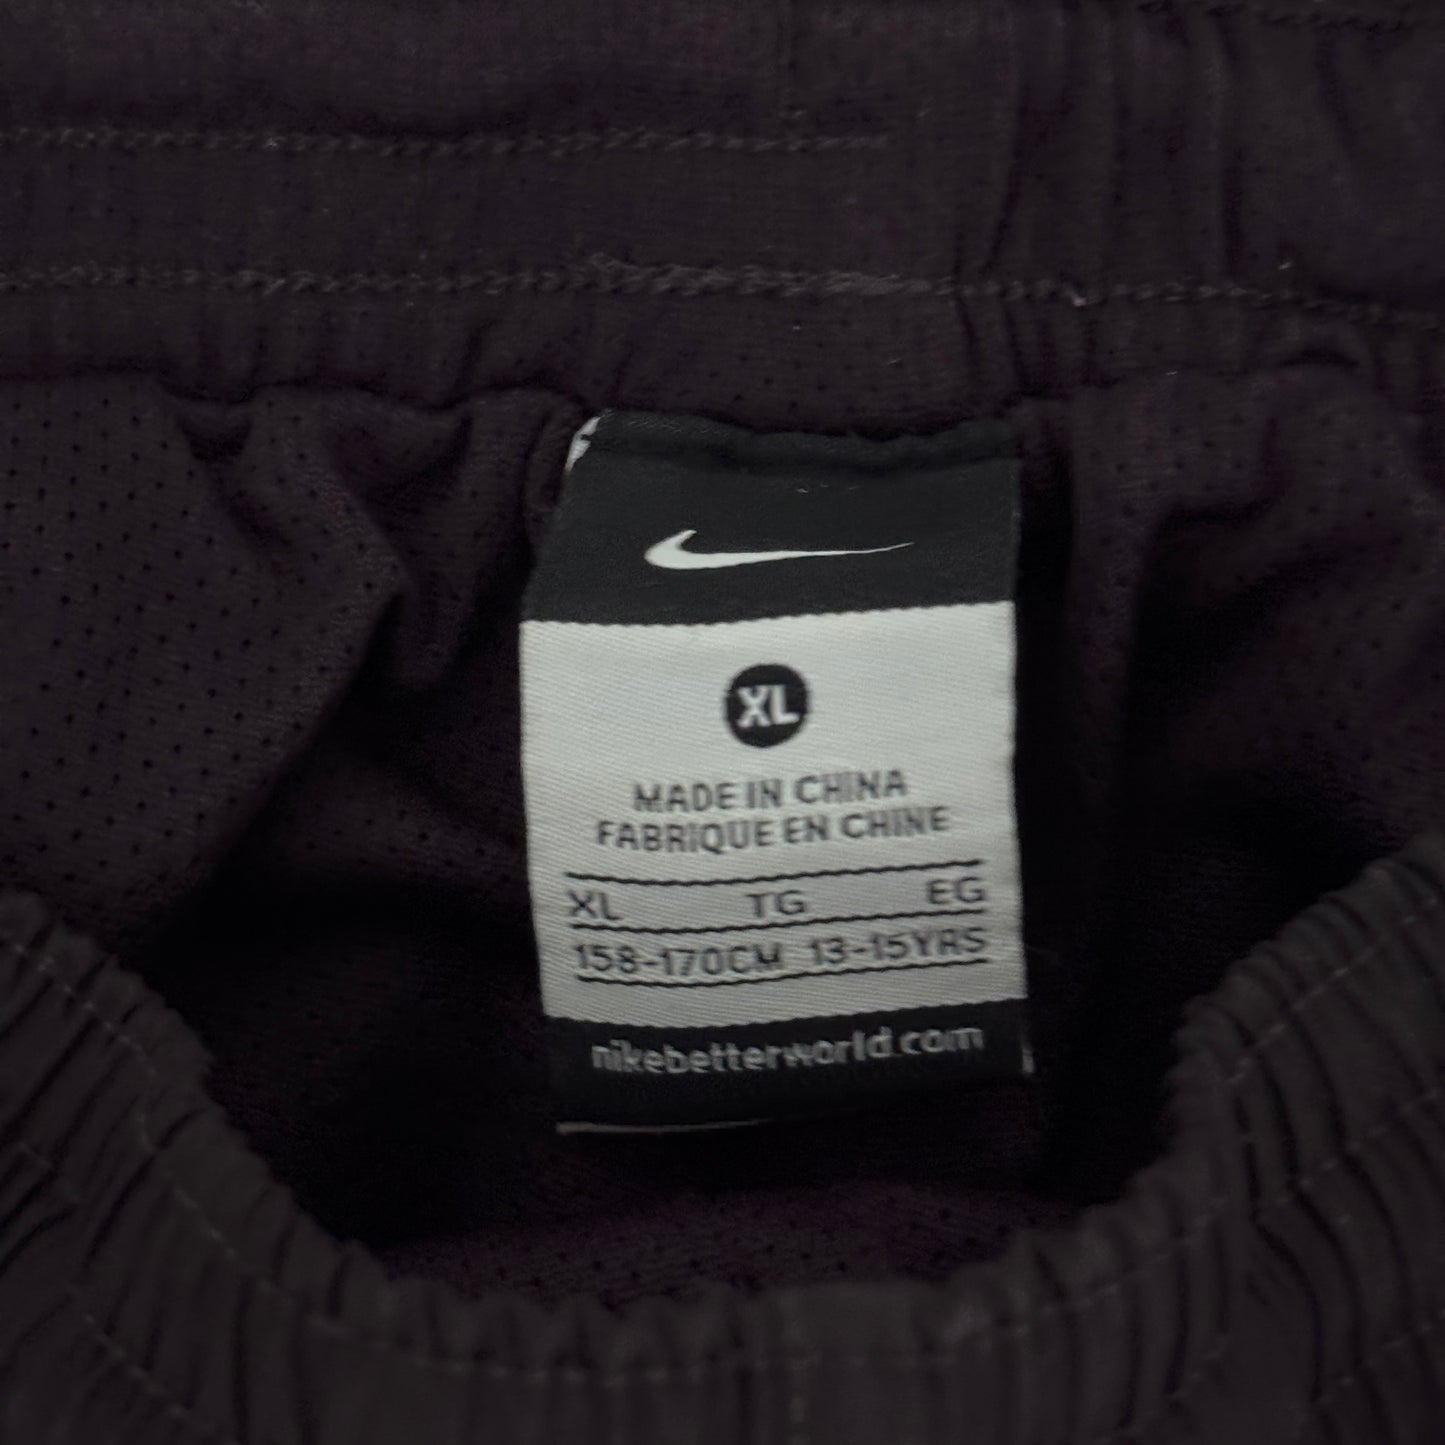 XL
MADE IN CHINA
FABRIQUE EN CHINE
XL TG EG
158-170CM 13-15YRS
nikebetterworld.com